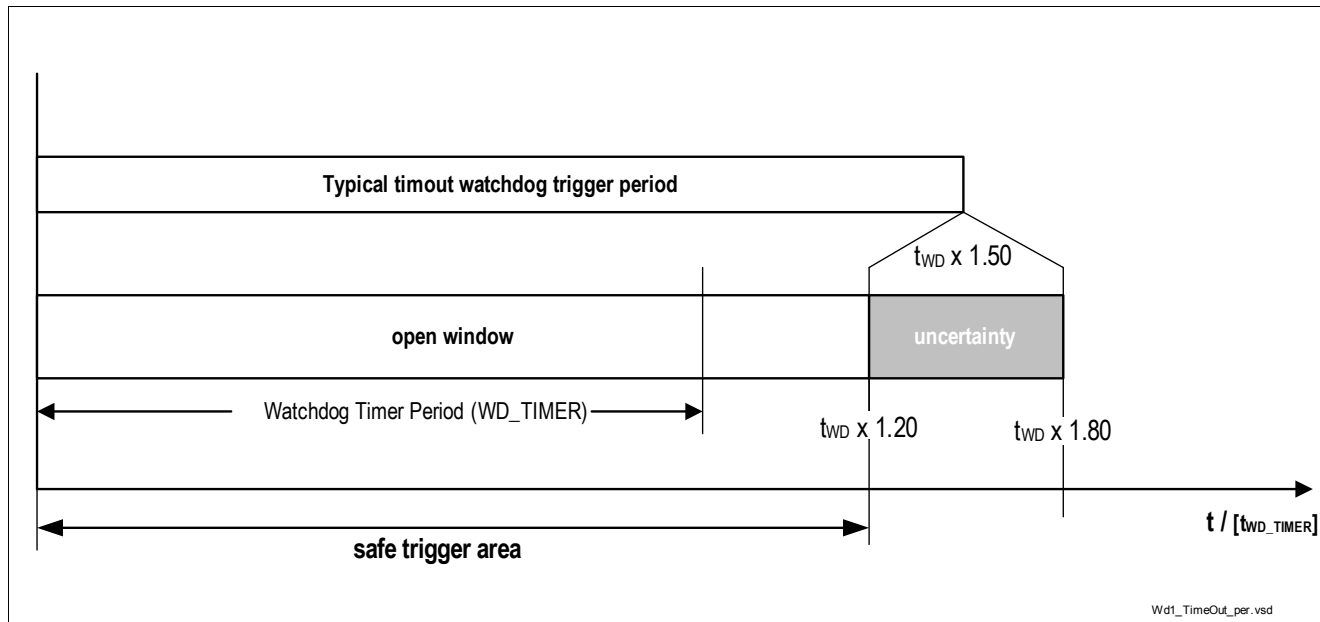 Typical timout watchdog trigger period
tWD x 1.50
open window
uncertainty
Watchdog Timer Period (WD_TIMER)
tWD x 1.20
tWD x 1.80
t / [tWD_TIMER]
safe trigger area
Wd1_TimeOut_per.vsd